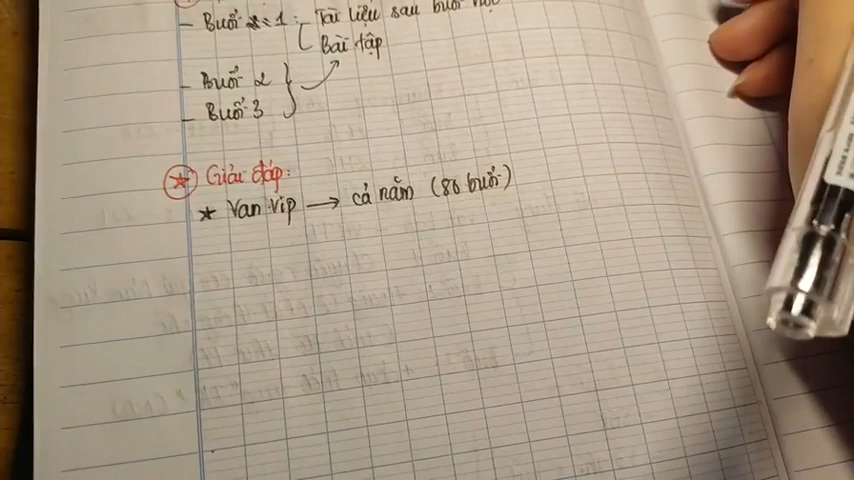 - Buổi 1: Tài liệu sau buổi học
Bài tập
- Buổi 2
- Buổi 3
* Giải đáp:
* Van vip → cả năm (80 buổi)